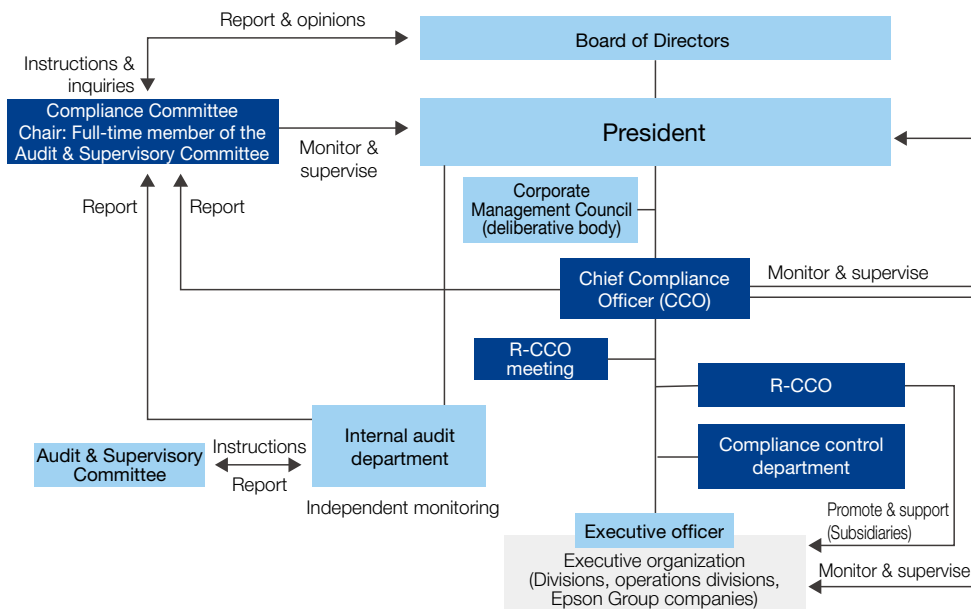 Report & opinions
Board of Directors
Instructions &
inquiries
Compliance Committee
Chair: Full-time member of the
Audit & Supervisory Committee
Monitor &
supervise
President
Report
Report
Corporate
Management Council
(deliberative body)
Chief Compliance
Officer (CCO)
Monitor & supervise
R-CCO
meeting
R-CCO
Internal audit
department
Compliance control
department
Audit & Supervisory
Committee
Instructions
Report
Independent monitoring
Promote & support
(Subsidiaries)
Executive officer
Executive organization
(Divisions, operations divisions,
Epson Group companies)
Monitor & supervise